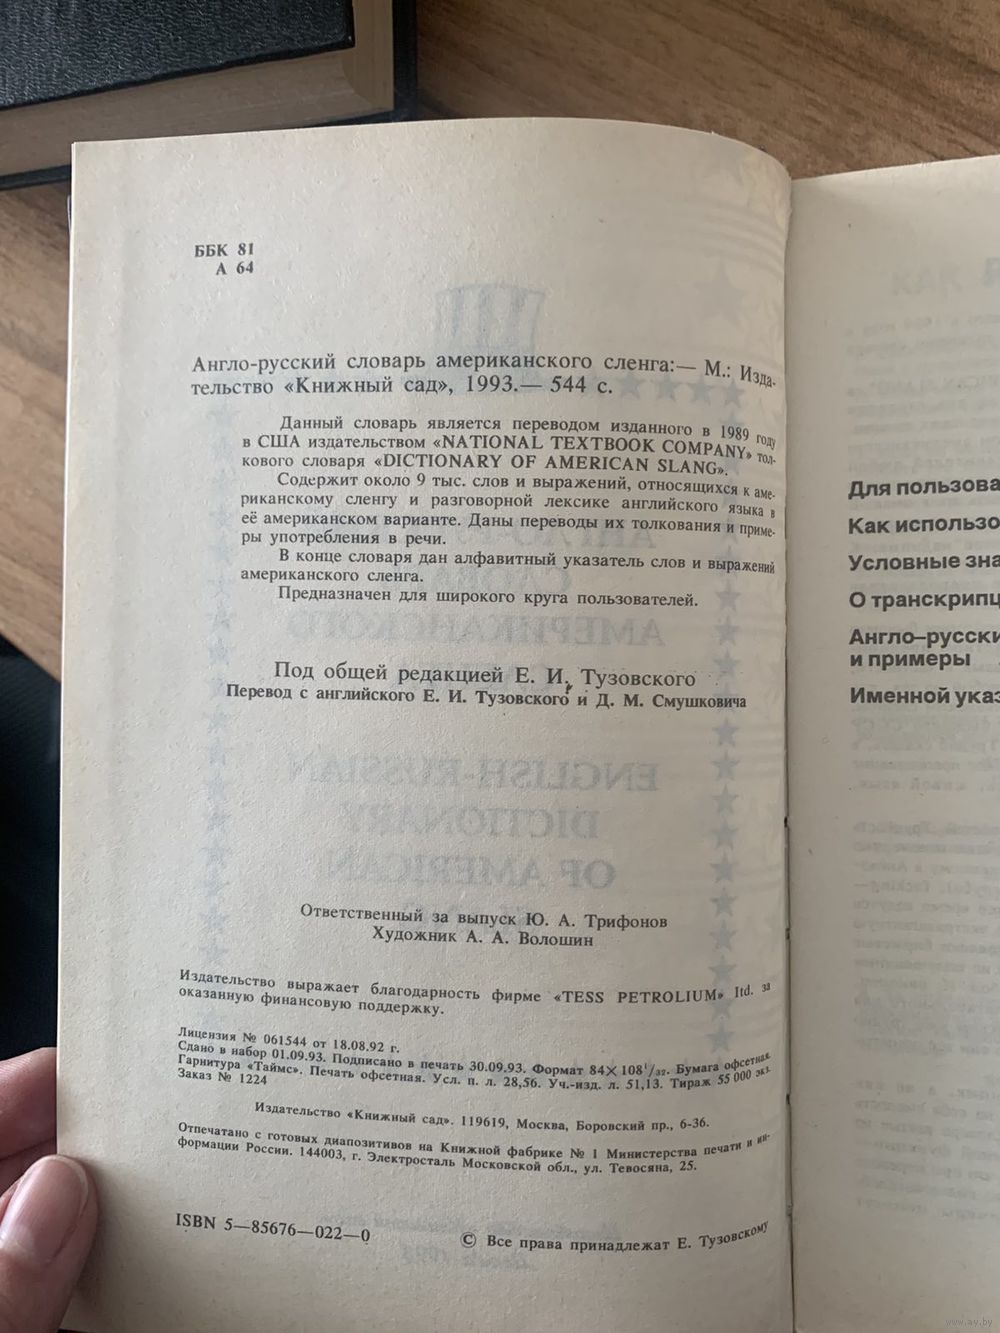 ББК 81
А 64
Англо-русский словарь американского сленга:— М.: Изда-
тельство «Книжный сад», 1993.— 544 с.
Данный словарь является переводом изданного в 1989 году
в США издательством «NATIONAL TEXTBOOK COMPANY» тол-
кового словаря «DICTIONARY OF AMERICAN SLANG».
Содержит около 9 тыс. слов и выражений, относящихся к аме-
риканскому сленгу и разговорной лексике английского языка в
её американском варианте. Даны переводы их толкования и приме-
ры употребления в речи.
В конце словаря дан алфавитный указатель слов и выражений
американского сленга.
Предназначен для широкого круга пользователей.
Под общей редакцией Е. И. Тузовского
Перевод с английского Е. И. Тузовского и Д. М. Смушковича
Ответственный за выпуск Ю. А. Трифонов
Художник А. А. Волошин
Издательство выражает благодарность фирме «TESS PETROLIUM» Itd. за
оказанную финансовую поддержку.
Лицензия № 061544 от 18.08.92 г.
Сдано в набор 01.09.93. Подписано в печать 30.09.93. Формат 84×108¹/₃₂. Бумага офсетная.
Гарнитура «Таймс». Печать офсетная. Усл. п. л. 28,56. Уч.-изд. л. 51,13. Тираж 55 000 экз.
Заказ № 1224
Издательство «Книжный сад». 119619, Москва, Боровский пр., 6-36.
Отпечатано с готовых диапозитивов на Книжной фабрике № 1 Министерства печати и ин-
формации России. 144003, г. Электросталь Московской обл., ул. Тевосяна, 25.
ISBN 5—85676—022—0
© Все права принадлежат Е. Тузовскому
Для пользова
Как использо
Условные зна
О транскрипц
Англо–русски
и примеры
Именной указ
www.ay.by